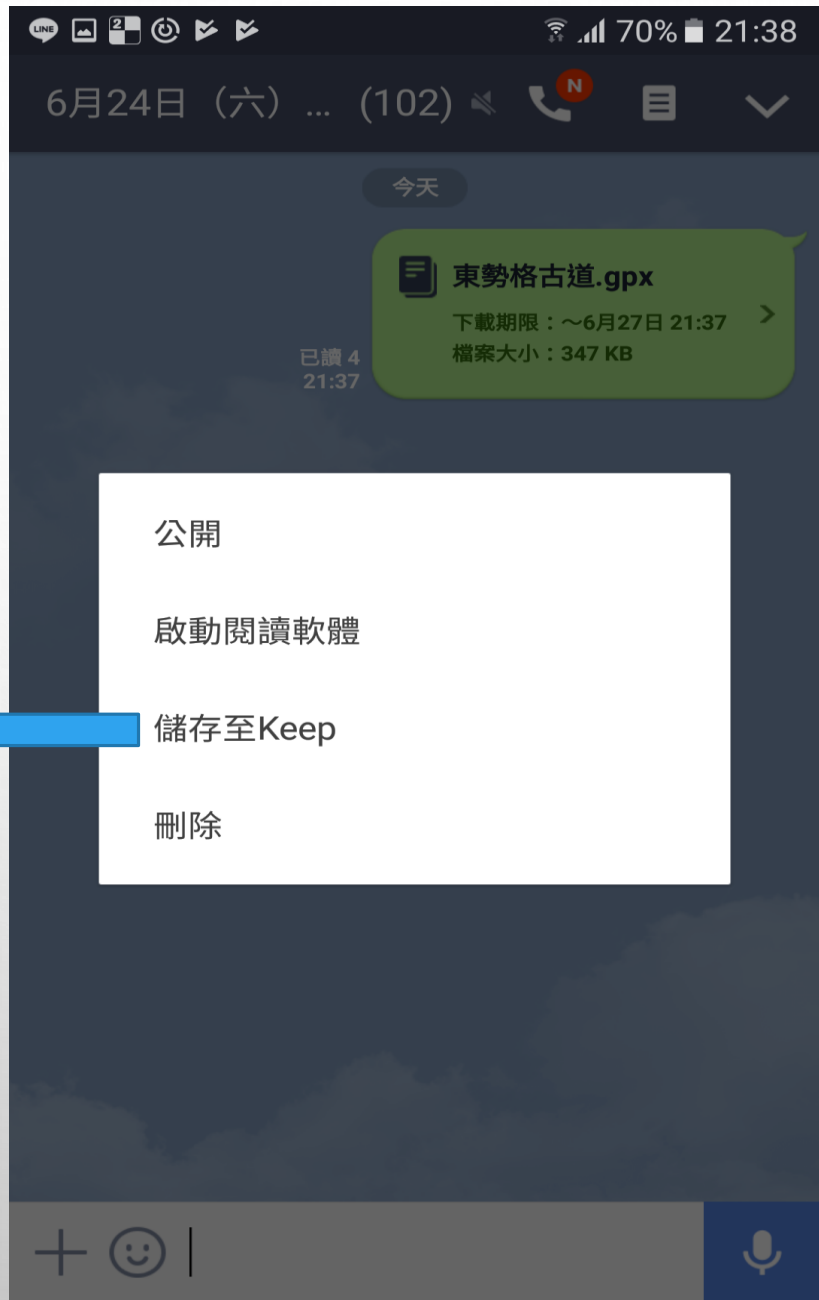 LINE 2 70% 21:38
6月24日（六）... (102) N
今天
東勢格古道.gpx
下載期限：～6月27日 21:37
檔案大小：347 KB
已讀 4
21:37
公開
啟動閱讀軟體
儲存至Keep
刪除